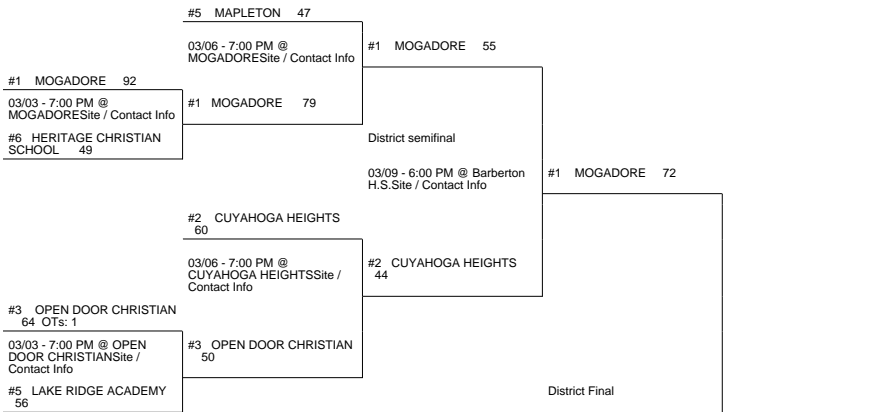 #5 MAPLETON 47
03/06 - 7:00 PM @
MOGADORESite / Contact Info
#1 MOGADORE 55
#1 MOGADORE 92
03/03 - 7:00 PM @
MOGADORESite / Contact Info
#1 MOGADORE 79
#6 HERITAGE CHRISTIAN
SCHOOL 49
District semifinal
03/09 - 6:00 PM @ Barberton
H.S.Site / Contact Info
#1 MOGADORE 72
#2 CUYAHOGA HEIGHTS
60
03/06 - 7:00 PM @
CUYAHOGA HEIGHTSSite /
Contact Info
#2 CUYAHOGA HEIGHTS
44
#3 OPEN DOOR CHRISTIAN
64 OTs: 1
03/03 - 7:00 PM @ OPEN
DOOR CHRISTIANSite /
Contact Info
#3 OPEN DOOR CHRISTIAN
50
#5 LAKE RIDGE ACADEMY
56
District Final